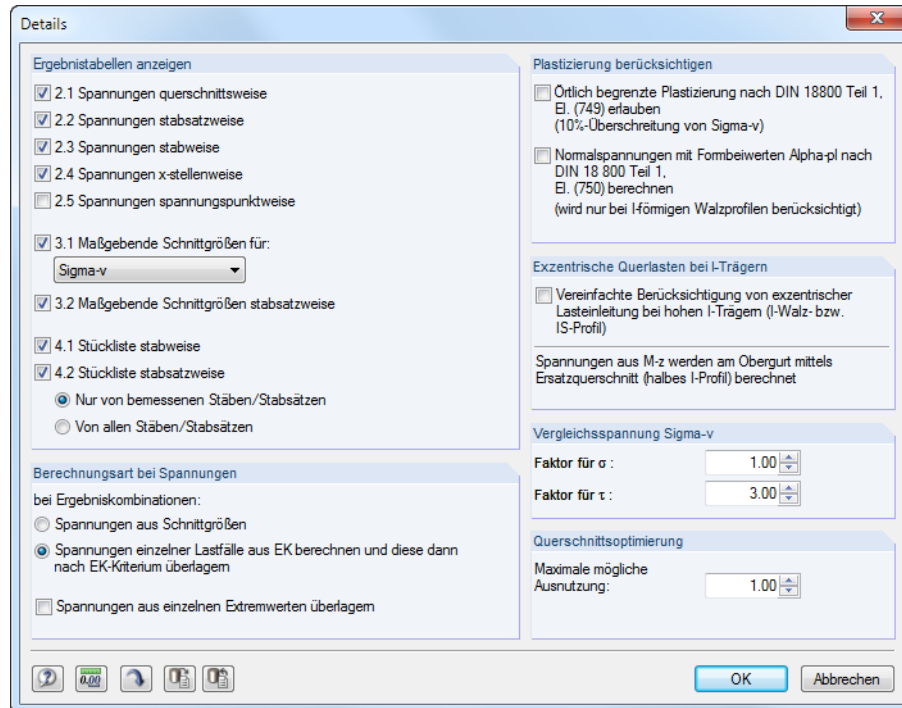 Details
Ergebnistabellen anzeigen
2.1 Spannungen querschnittsweise
2.2 Spannungen stabsatzweise
2.3 Spannungen stabweise
2.4 Spannungen x-stellenweise
2.5 Spannungen spannungspunktweise
3.1 Maßgebende Schnittgrößen für:
Sigma-v
3.2 Maßgebende Schnittgrößen stabsatzweise
4.1 Stückliste stabweise
4.2 Stückliste stabsatzweise
Nur von bemessenen Stäben/Stabsätzen
Von allen Stäben/Stabsätzen
Berechnungsart bei Spannungen
bei Ergebniskombinationen:
Spannungen aus Schnittgrößen
Spannungen einzelner Lastfälle aus EK berechnen und diese dann
nach EK-Kriterium überlagern
Spannungen aus einzelnen Extremwerten überlagern
Plastizierung berücksichtigen
Örtlich begrenzte Plastizierung nach DIN 18800 Teil 1,
El. (749) erlauben
(10%-Überschreitung von Sigma-v)
Normalspannungen mit Formbeiwerten Alpha-pl nach
DIN 18 800 Teil 1,
El. (750) berechnen
(wird nur bei I-förmigen Walzprofilen berücksichtigt)
Exzentrische Querlasten bei I-Trägern
Vereinfachte Berücksichtigung von exzentrischer
Lasteinleitung bei hohen I-Trägern (I-Walz- bzw.
IS-Profil)
Spannungen aus M-z werden am Obergurt mittels
Ersatzquerschnitt (halbes I-Profil) berechnet
Vergleichsspannung Sigma-v
Faktor für σ : 1.00
Faktor für τ : 3.00
Querschnittsoptimierung
Maximale mögliche
Ausnutzung: 1.00
0.00
OK
Abbrechen